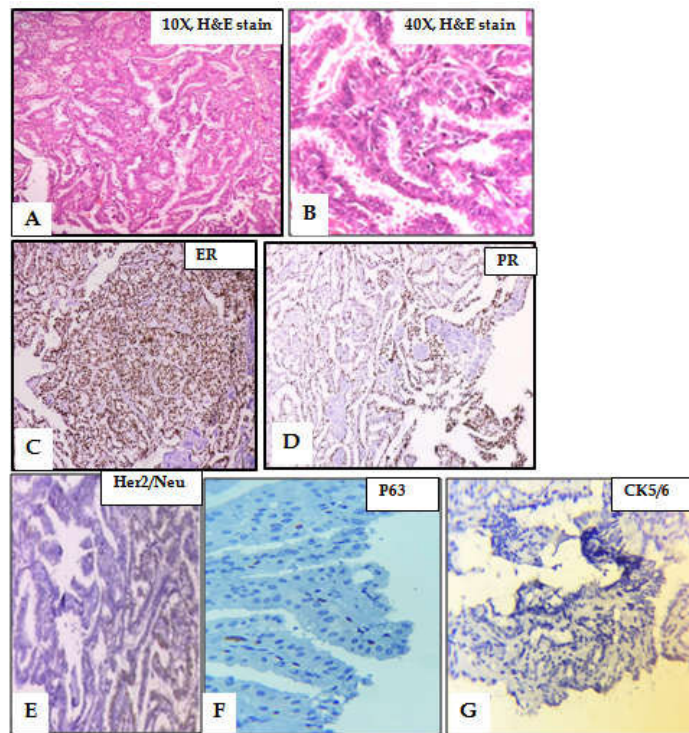 10X, H&E stain
A
40X, H&E stain
B
ER
C
PR
D
Her2/Neu
E
P63
F
CK5/6
G